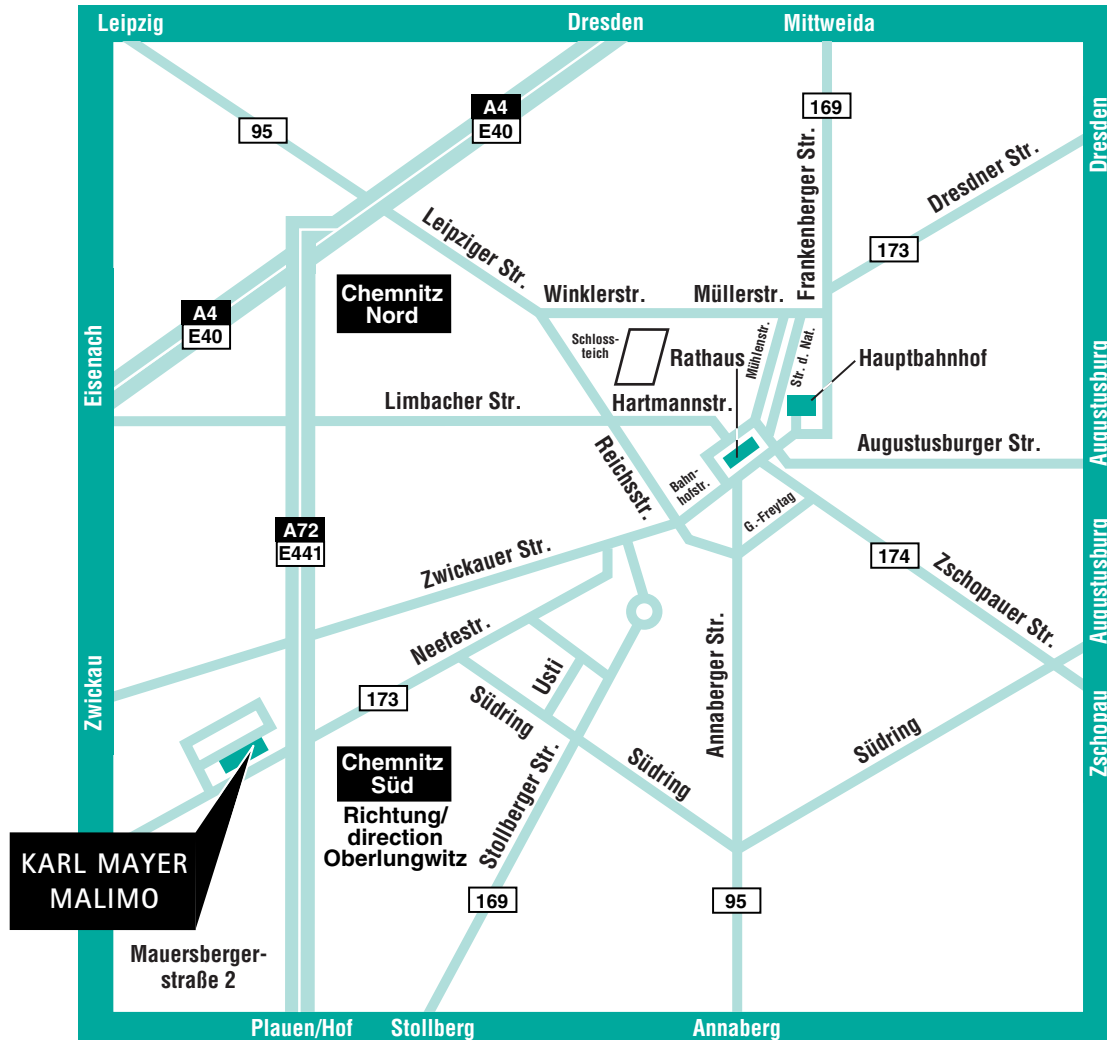 Leipzig
Dresden
Mittweida
A4
E40
169
95
Dresden
Frankenberger Str.
Dresdner Str.
Leipziger Str.
173
Chemnitz
Nord
Winklerstr.
Müllerstr.
A4
E40
Schloss-
teich
Mühlenstr.
Str. d. Nat.
Rathaus
Hauptbahnhof
Eisenach
Augustusburg
Limbacher Str.
Hartmannstr.
Augustusburger Str.
Reichsstr.
Bahn-
hofstr.
G.-Freytag
A72
E441
Zwickauer Str.
174
Zschopauer Str.
Augustusburg
Neefestr.
Annaberger Str.
Usti
Zwickau
173
Südring
Südring
Südring
Zschopau
Chemnitz
Süd
Richtung/
direction
Oberlungwitz
Stollberger Str.
KARL MAYER
MALIMO
169
95
Mauersberger-
straße 2
Plauen/Hof
Stollberg
Annaberg